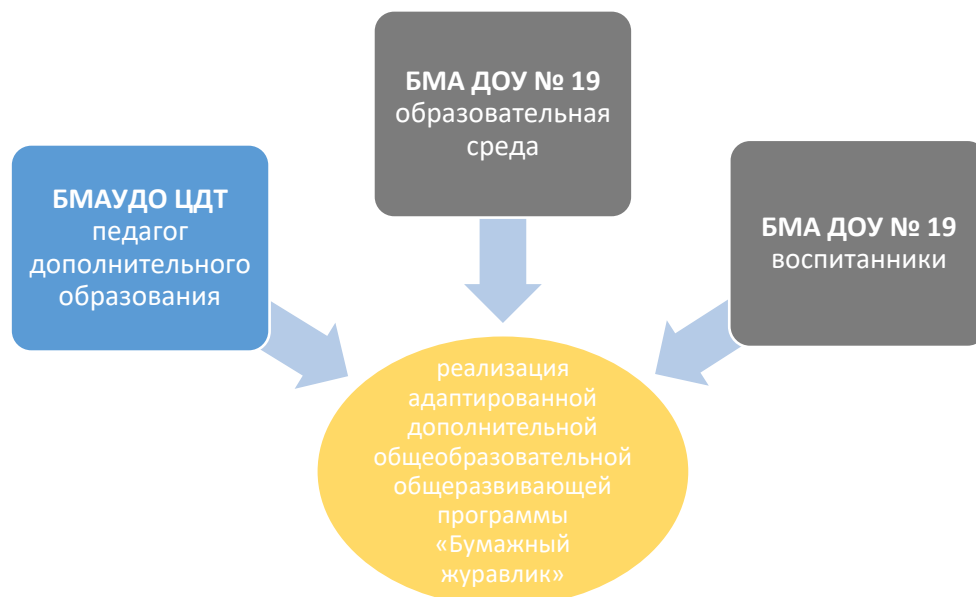 БМА ДОУ № 19
образовательная
среда
БМАУДО ЦДТ
педагог
дополнительного
образования
БМА ДОУ № 19
воспитанники
реализация
адаптированной
дополнительной
общеобразовательной
общеразвивающей
программы
«Бумажный
журавлик»